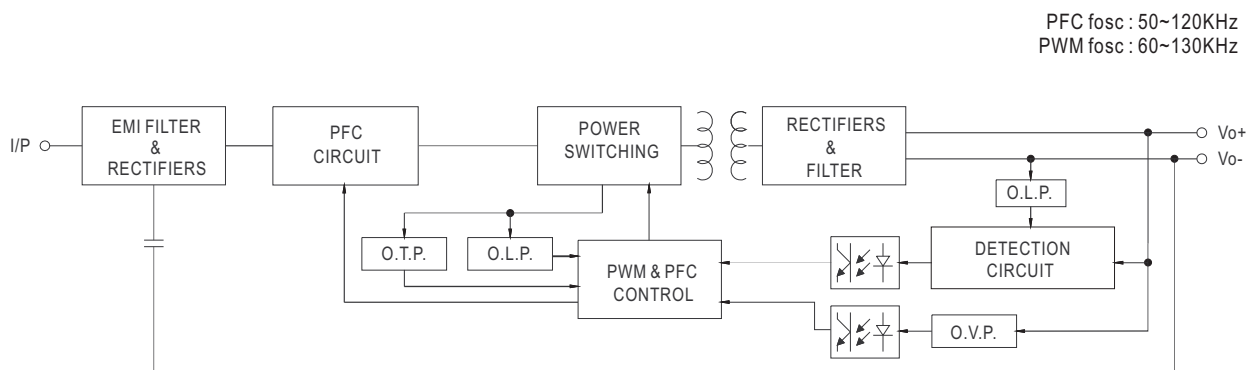 PFC fosc : 50~120KHz
PWM fosc : 60~130KHz
I/P
EMI FILTER
&
RECTIFIERS
PFC
CIRCUIT
POWER
SWITCHING
RECTIFIERS
&
FILTER
Vo+
Vo-
O.L.P.
O.T.P.
O.L.P.
PWM & PFC
CONTROL
DETECTION
CIRCUIT
O.V.P.